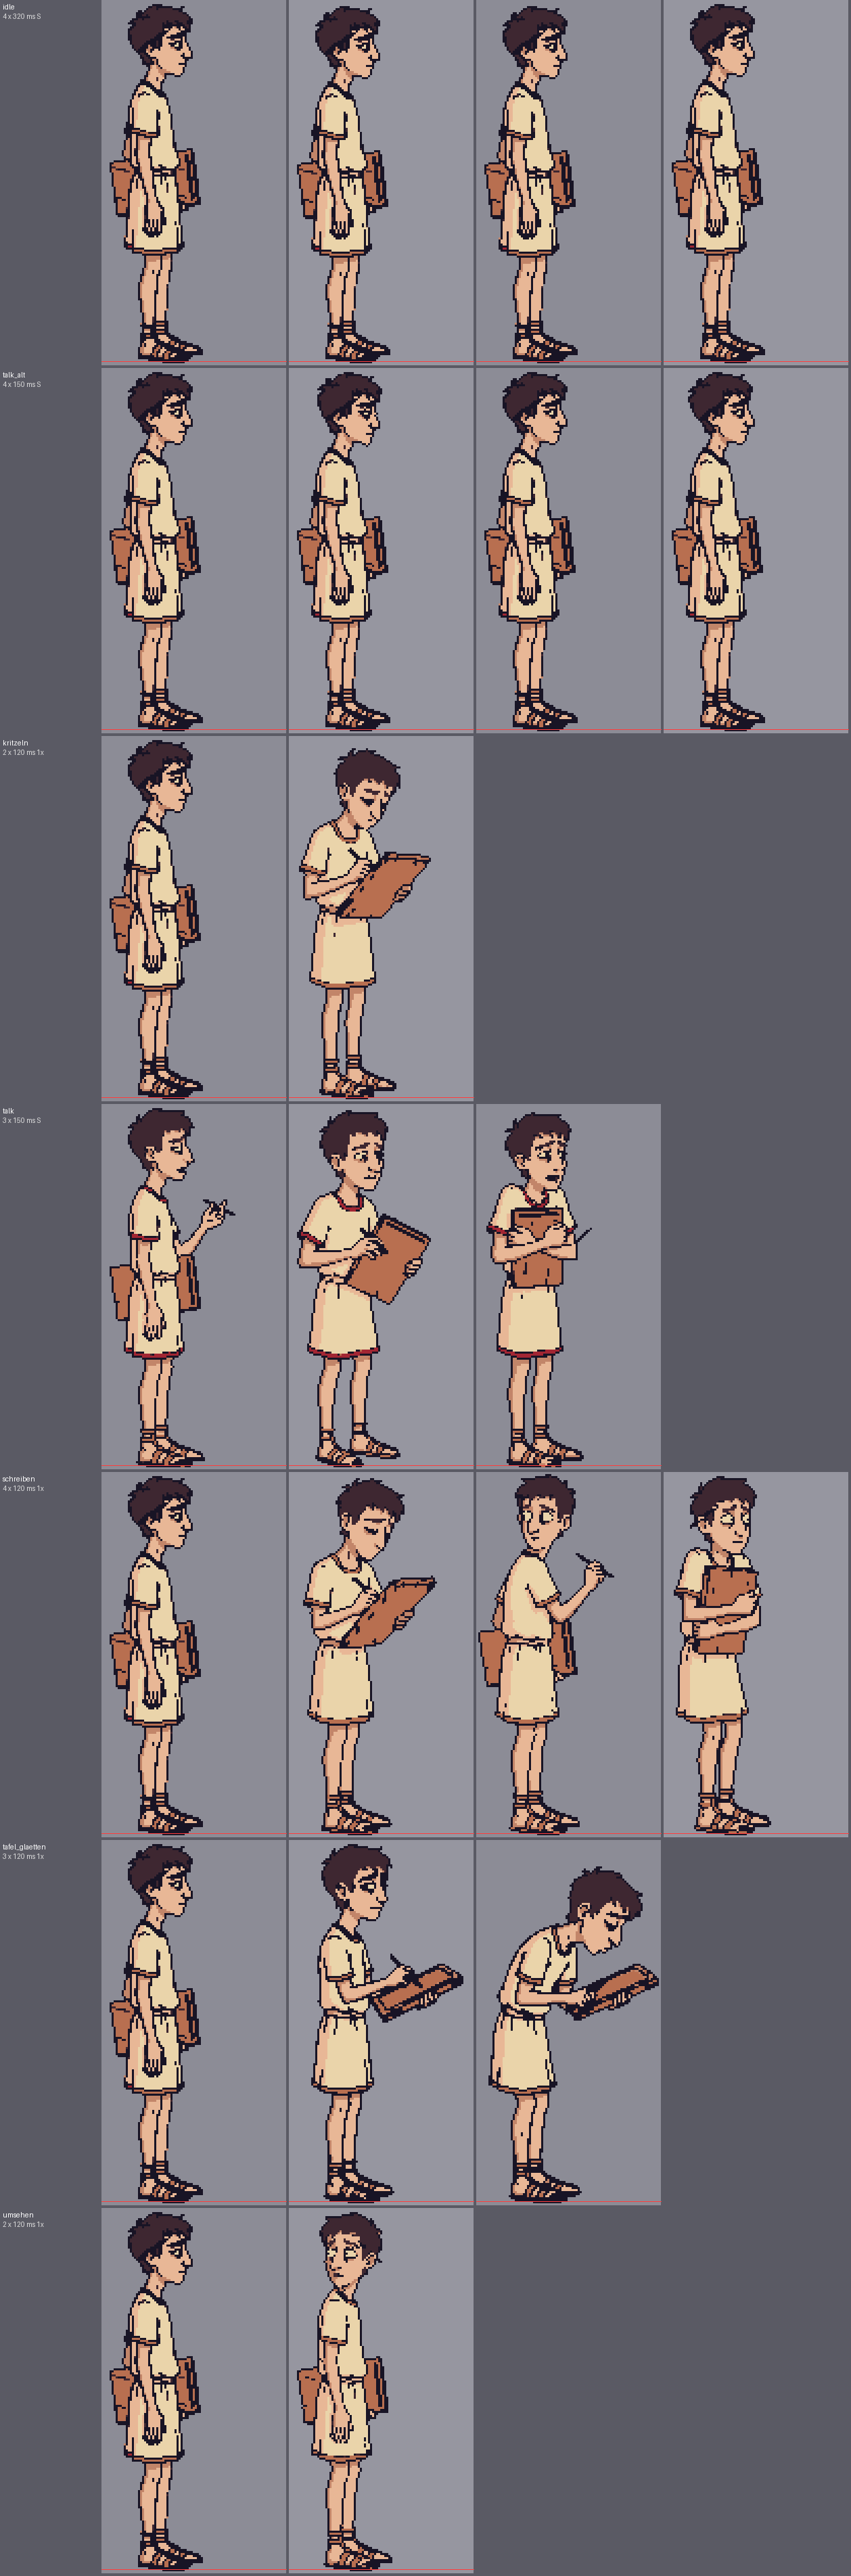 idle
4 x 320 ms S
talk_alt
4 x 150 ms S
kritzeln
2 x 120 ms 1x
talk
3 x 150 ms S
schreiben
4 x 120 ms 1x
tafel_glaetten
3 x 120 ms 1x
umsehen
2 x 120 ms 1x